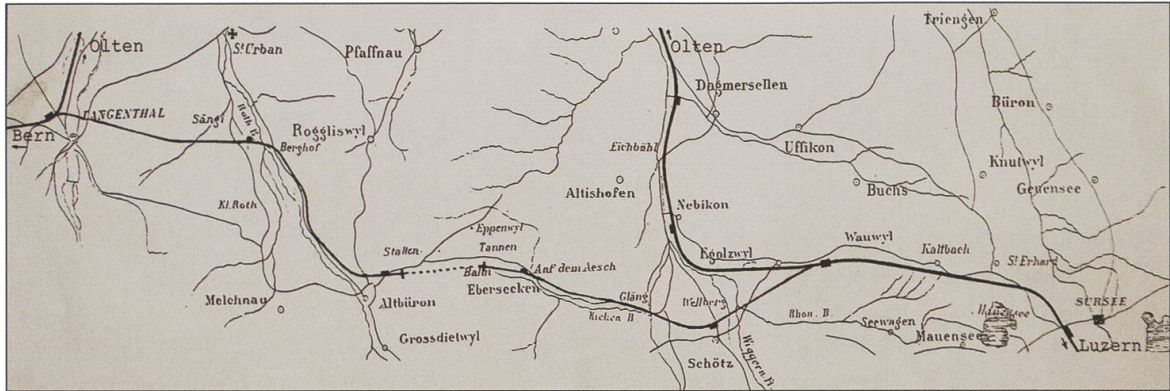 Olten
St Urban
Pfaffnau
LANGENTHAL
Bern
Sängi
Roth B.
Berghof
Roggliswyl
Kl. Roth
Melchnau
Stallen
Altbüron
Grossdietwyl
Eppenwyl
Tannen
Balbi
Auf dem Aesch
Ebersecken
Olten
Dagmersellen
Eichbühl
Altishofen
Uffikon
Buchs
Nebikon
Egolzwyl
Wauwyl
Kaltbach
St Erhard
Gläng
Ricken B
Wellberg
Schötz
Wiggern Fl.
Rhon. B.
Seewagen
Mauensee
Mauensee
SURSEE
Luzern
Triengen
Büron
Knutwyl
Geuensee